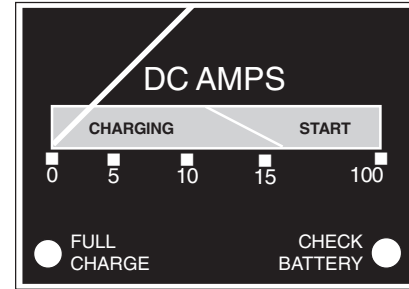 DC AMPS
CHARGING START
0 5 10 15 100
FULL CHECK
CHARGE BATTERY